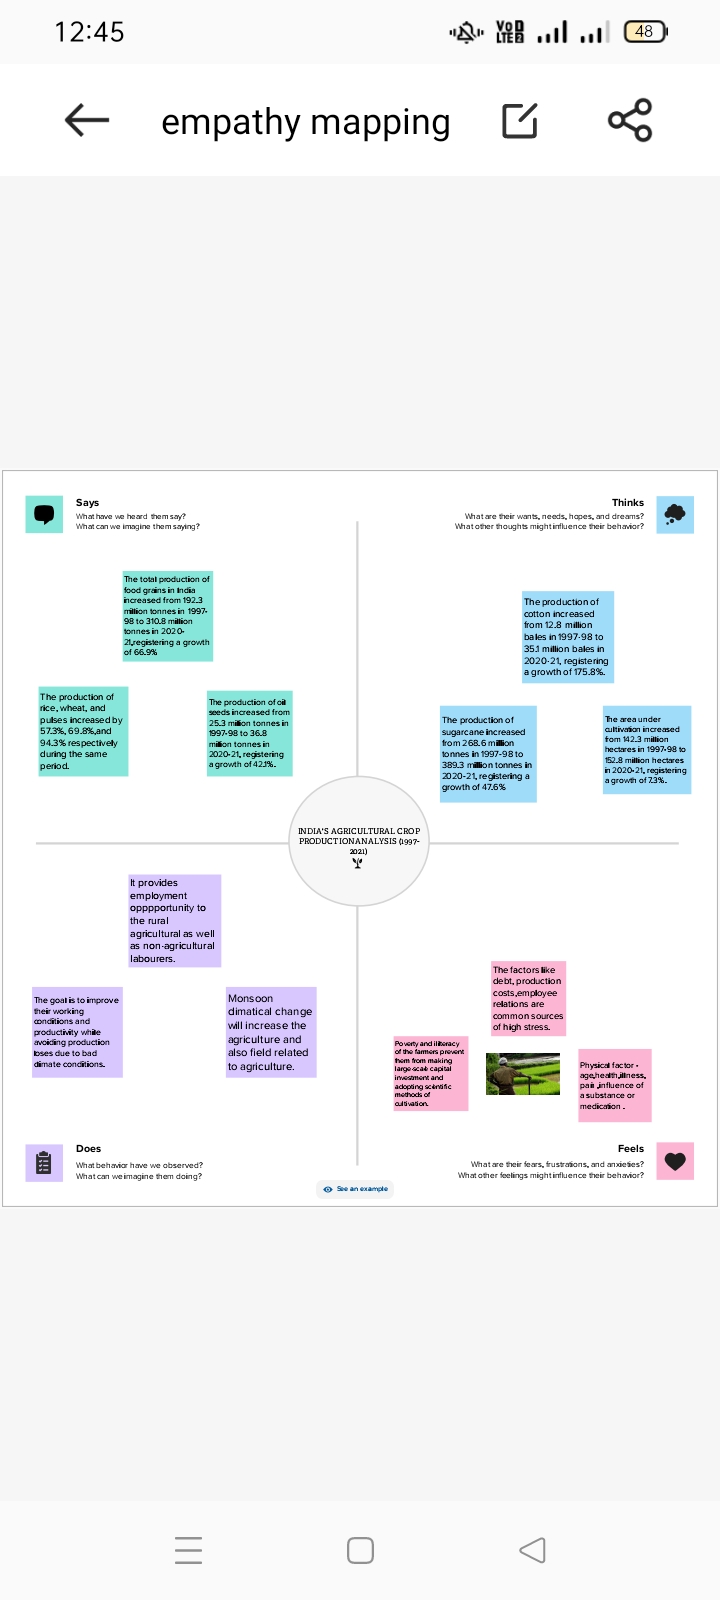 12:45
VoD
LTE2
48
empathy mapping
Says
What have we heard them say?
What can we imagine them saying?
Thinks
What are their wants, needs, hopes, and dreams?
What other thoughts might influence their behavior?
The total production of
food grains in India
increased from 192.3
million tonnes in 1997-
98 to 310.8 million
tonnes in 2020-
21,registering a growth
of 66.9%
The production of
rice, wheat, and
pulses increased by
57.3%, 69.8%,and
94.3% respectively
during the same
period.
The production of oil
seeds increased from
25.3 million tonnes in
1997-98 to 36.8
million tonnes in
2020-21, registering
a growth of 42.1%.
The production of
cotton increased
from 12.8 million
bales in 1997-98 to
35.1 million bales in
2020-21, registering
a growth of 175.8%.
The production of
sugarcane increased
from 268.6 million
tonnes in 1997-98 to
389.3 million tonnes in
2020-21, registering a
growth of 47.6%
The area under
cultivation increased
from 142.3 million
hectares in 1997-98 to
152.8 million hectares
in 2020-21, registering
a growth of 7.3%.
INDIA'S AGRICULTURAL CROP
PRODUCTIONANALYSIS (1997-
2021)
It provides
employment
opppportunity to
the rural
agricultural as well
as non-agricultural
labourers.
The goal is to improve
their working
conditions and
productivity while
avoiding production
loses due to bad
climate conditions.
Monsoon
climatical change
will increase the
agriculture and
also field related
to agriculture.
The factors like
debt, production
costs,employee
relations are
common sources
of high stress.
Poverty and illiteracy
of the farmers prevent
them from making
large-scale capital
investment and
adopting scientific
methods of
cultivation.
Physical factor -
age,health,illness,
pain ,influence of
a substance or
medication .
Does
What behavior have we observed?
What can we imagine them doing?
Feels
What are their fears, frustrations, and anxieties?
What other feelings might influence their behavior?
See an example